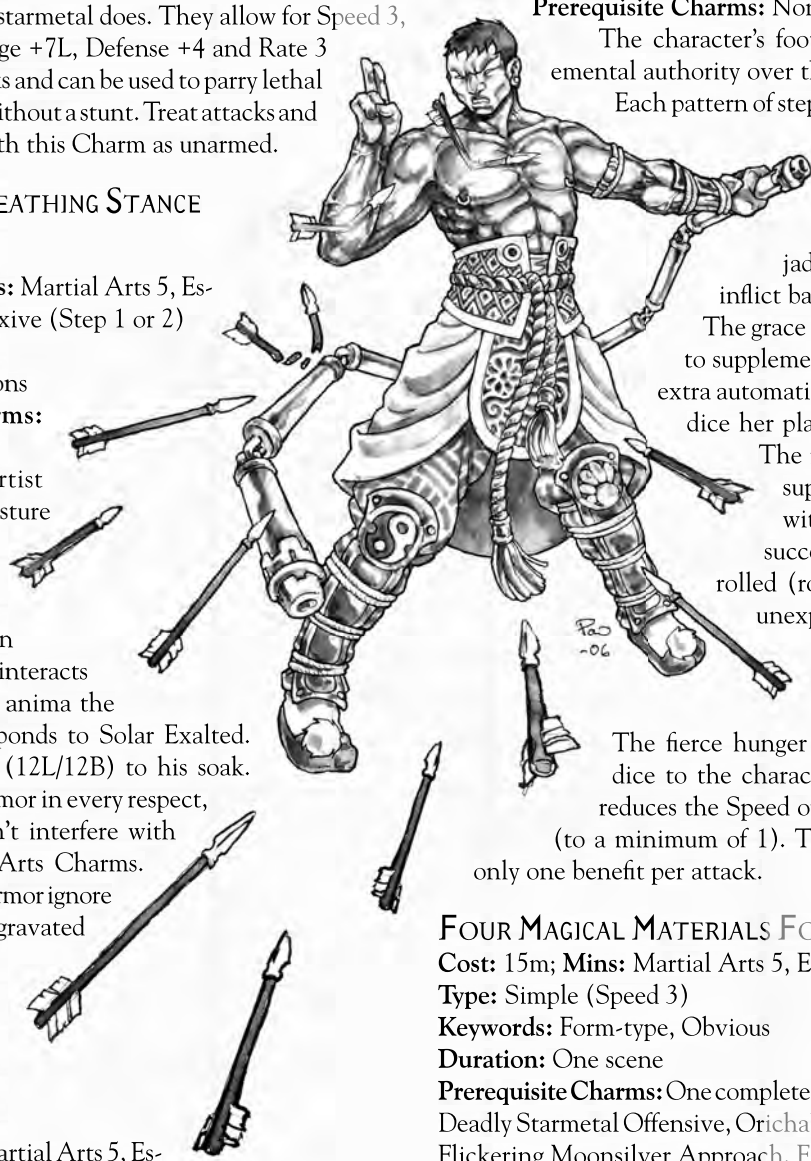 starmetal does. They allow for Speed 3,
ge +7L, Defense +4 and Rate 3
ks and can be used to parry lethal
ithout a stunt. Treat attacks and
th this Charm as unarmed.
EATHING STANCE
s: Martial Arts 5, Es-
xive (Step 1 or 2)
ons
rms:
rtist
sture
n
interacts
anima the
ponds to Solar Exalted.
(12L/12B) to his soak.
mor in every respect,
n't interfere with
Arts Charms.
rmor ignore
gravated
artial Arts 5, Es-
Prerequisite Charms: Non
The character's foo
emental authority over th
Each pattern of step
jad
inflict ba
The grace
to suppleme
extra automati
dice her pla
The
sup
wit
succe
rolled (ro
unexp
Pao
-06
The fierce hunger
dice to the charac
reduces the Speed o
(to a minimum of 1). T
only one benefit per attack.
FOUR MAGICAL MATERIALS FO
Cost: 15m; Mins: Martial Arts 5, E
Type: Simple (Speed 3)
Keywords: Form-type, Obvious
Duration: One scene
Prerequisite Charms: One complete
Deadly Starmetal Offensive, Oricha
Flickering Moonsilver Approach, F